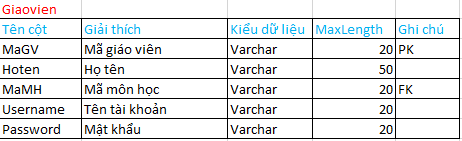 Giaovien
Tên cột Giải thích Kiểu dữ liệu MaxLength Ghi chú
MaGV Mã giáo viên Varchar 20 PK
Hoten Họ tên Varchar 50
MaMH Mã môn học Varchar 20 FK
Username Tên tài khoản Varchar 20
Password Mật khẩu Varchar 20